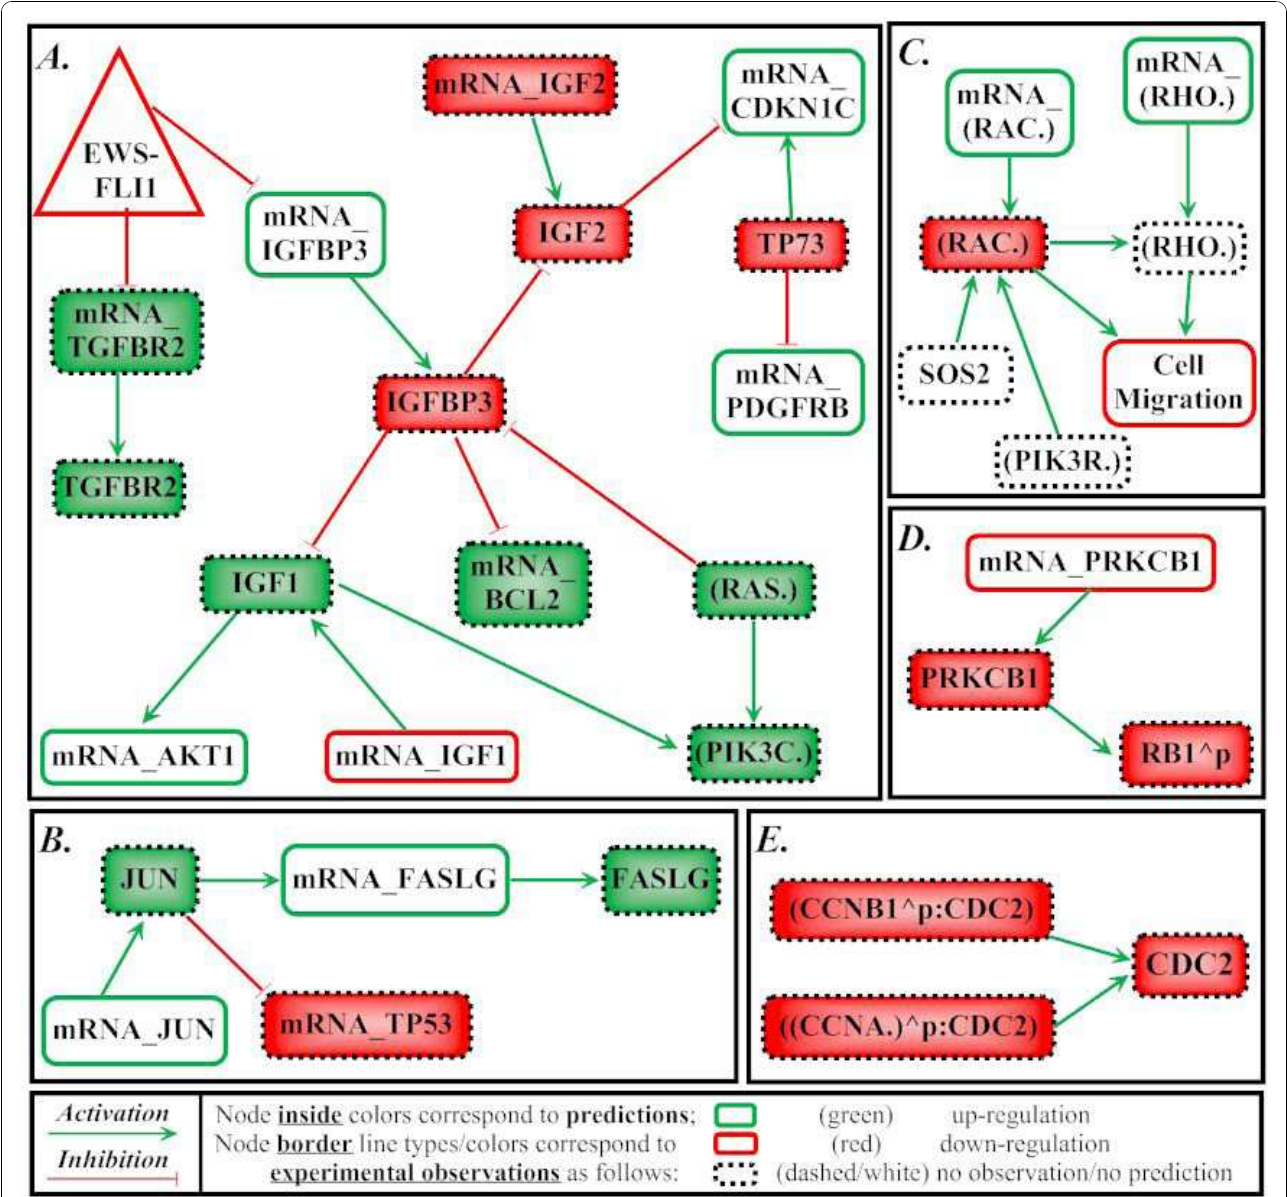 A.
EWS-
FLI1
mRNA_
IGFBP3
mRNA_IGF2
IGF2
mRNA_
CDKN1C
TP73
mRNA_
PDGFRB
mRNA_
TGFBR2
TGFBR2
IGFBP3
IGF1
mRNA_
BCL2
(RAS.)
mRNA_AKT1
mRNA_IGF1
(PIK3C.)
C.
mRNA_
(RAC.)
mRNA_
(RHO.)
(RAC.)
(RHO.)
SOS2
Cell
Migration
(PIK3R.)
D.
mRNA_PRKCB1
PRKCB1
RB1^p
B.
JUN
mRNA_FASLG
FASLG
mRNA_JUN
mRNA_TP53
E.
(CCNB1^p:CDC2)
CDC2
((CCNA.)^p:CDC2)
Activation
Inhibition
Node inside colors correspond to predictions; (green) up-regulation
Node border line types/colors correspond to (red) down-regulation
experimental observations as follows: (dashed/white) no observation/no prediction